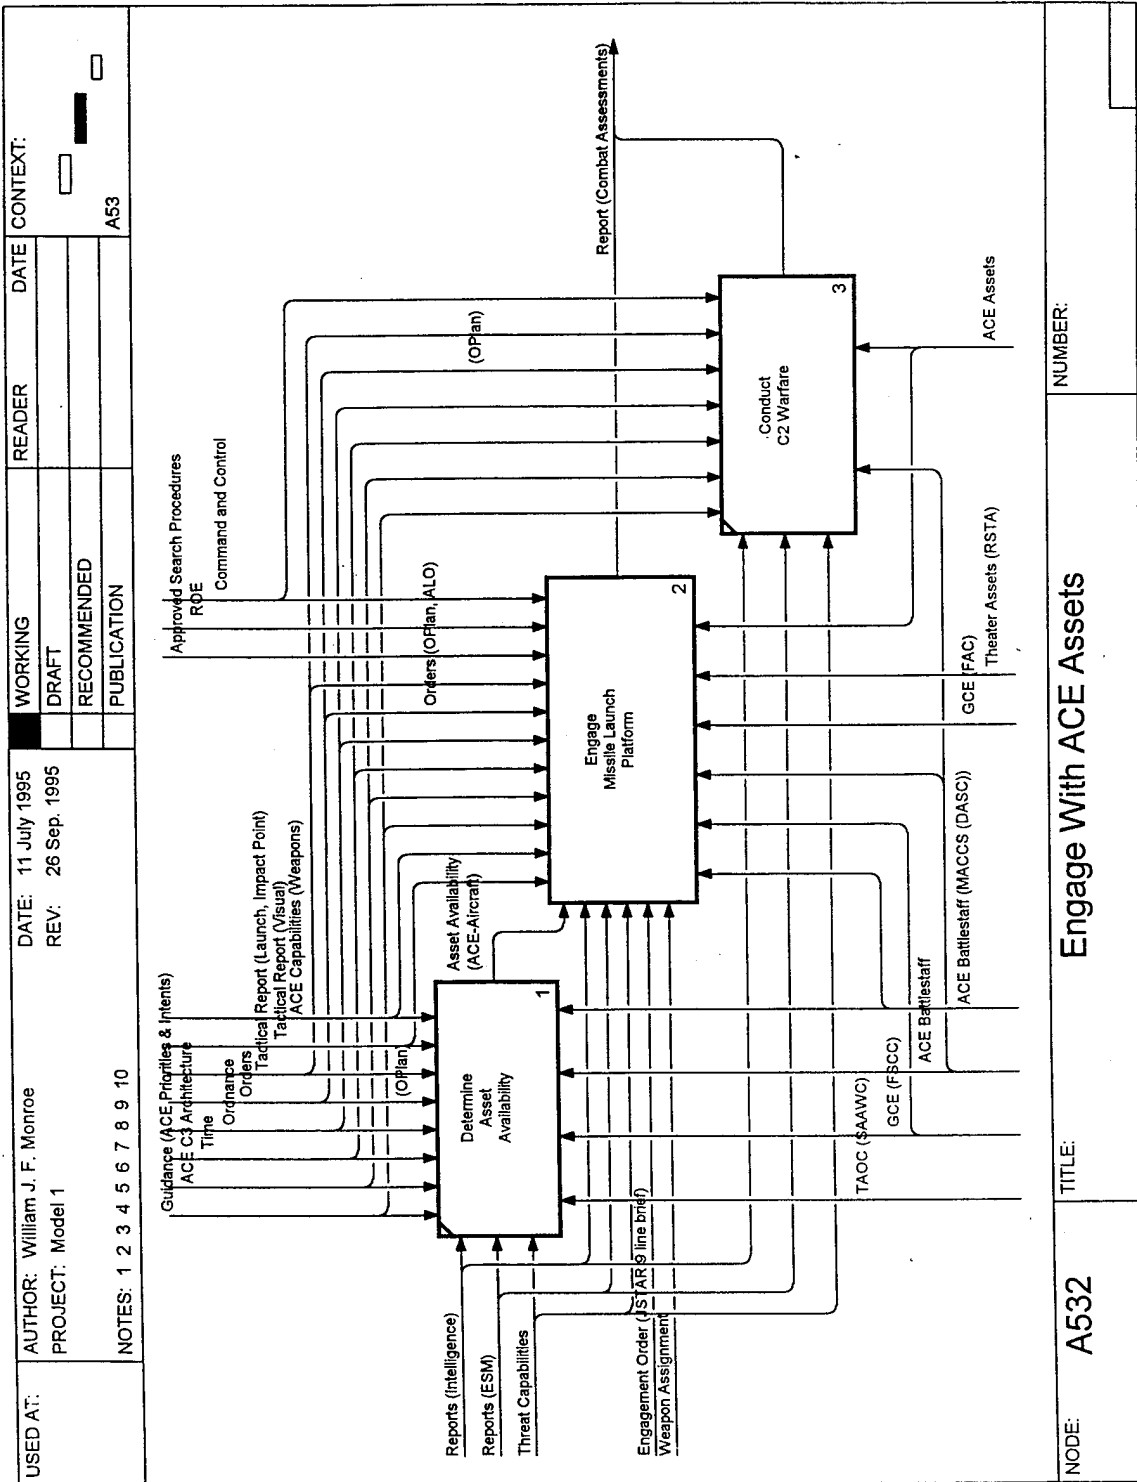 USED AT:
AUTHOR: William J. F. Monroe
PROJECT: Model 1
NOTES: 1 2 3 4 5 6 7 8 9 10
DATE: 11 July 1995
REV: 26 Sep. 1995
WORKING
DRAFT
RECOMMENDED
PUBLICATION
READER
DATE
CONTEXT:
A53
Guidance (ACE Priorities & Intents)
ACE C3 Architecture
Time
Ordnance
Orders
Tactical Report (Launch, Impact Point)
Tactical Report (Visual)
ACE Capabilities (Weapons)
Approved Search Procedures
ROE
Command and Control
(OPlan)
Orders (OPlan, ALO)
(OPlan)
Reports (Intelligence)
Reports (ESM)
Threat Capabilities
Engagement Order (JSTAR 9 line brief)
Weapon Assignment
Determine
Asset
Availability
1
Asset Availability
(ACE-Aircraft)
Engage
Missile Launch
Platform
2
Conduct
C2 Warfare
3
Report (Combat Assessments)
TAOC (SAAWC)
GCE (FSCC)
ACE Battlestaff
ACE Battlestaff (MACCS (DASC))
GCE (FAC)
Theater Assets (RSTA)
ACE Assets
NODE:
A532
TITLE:
Engage With ACE Assets
NUMBER: